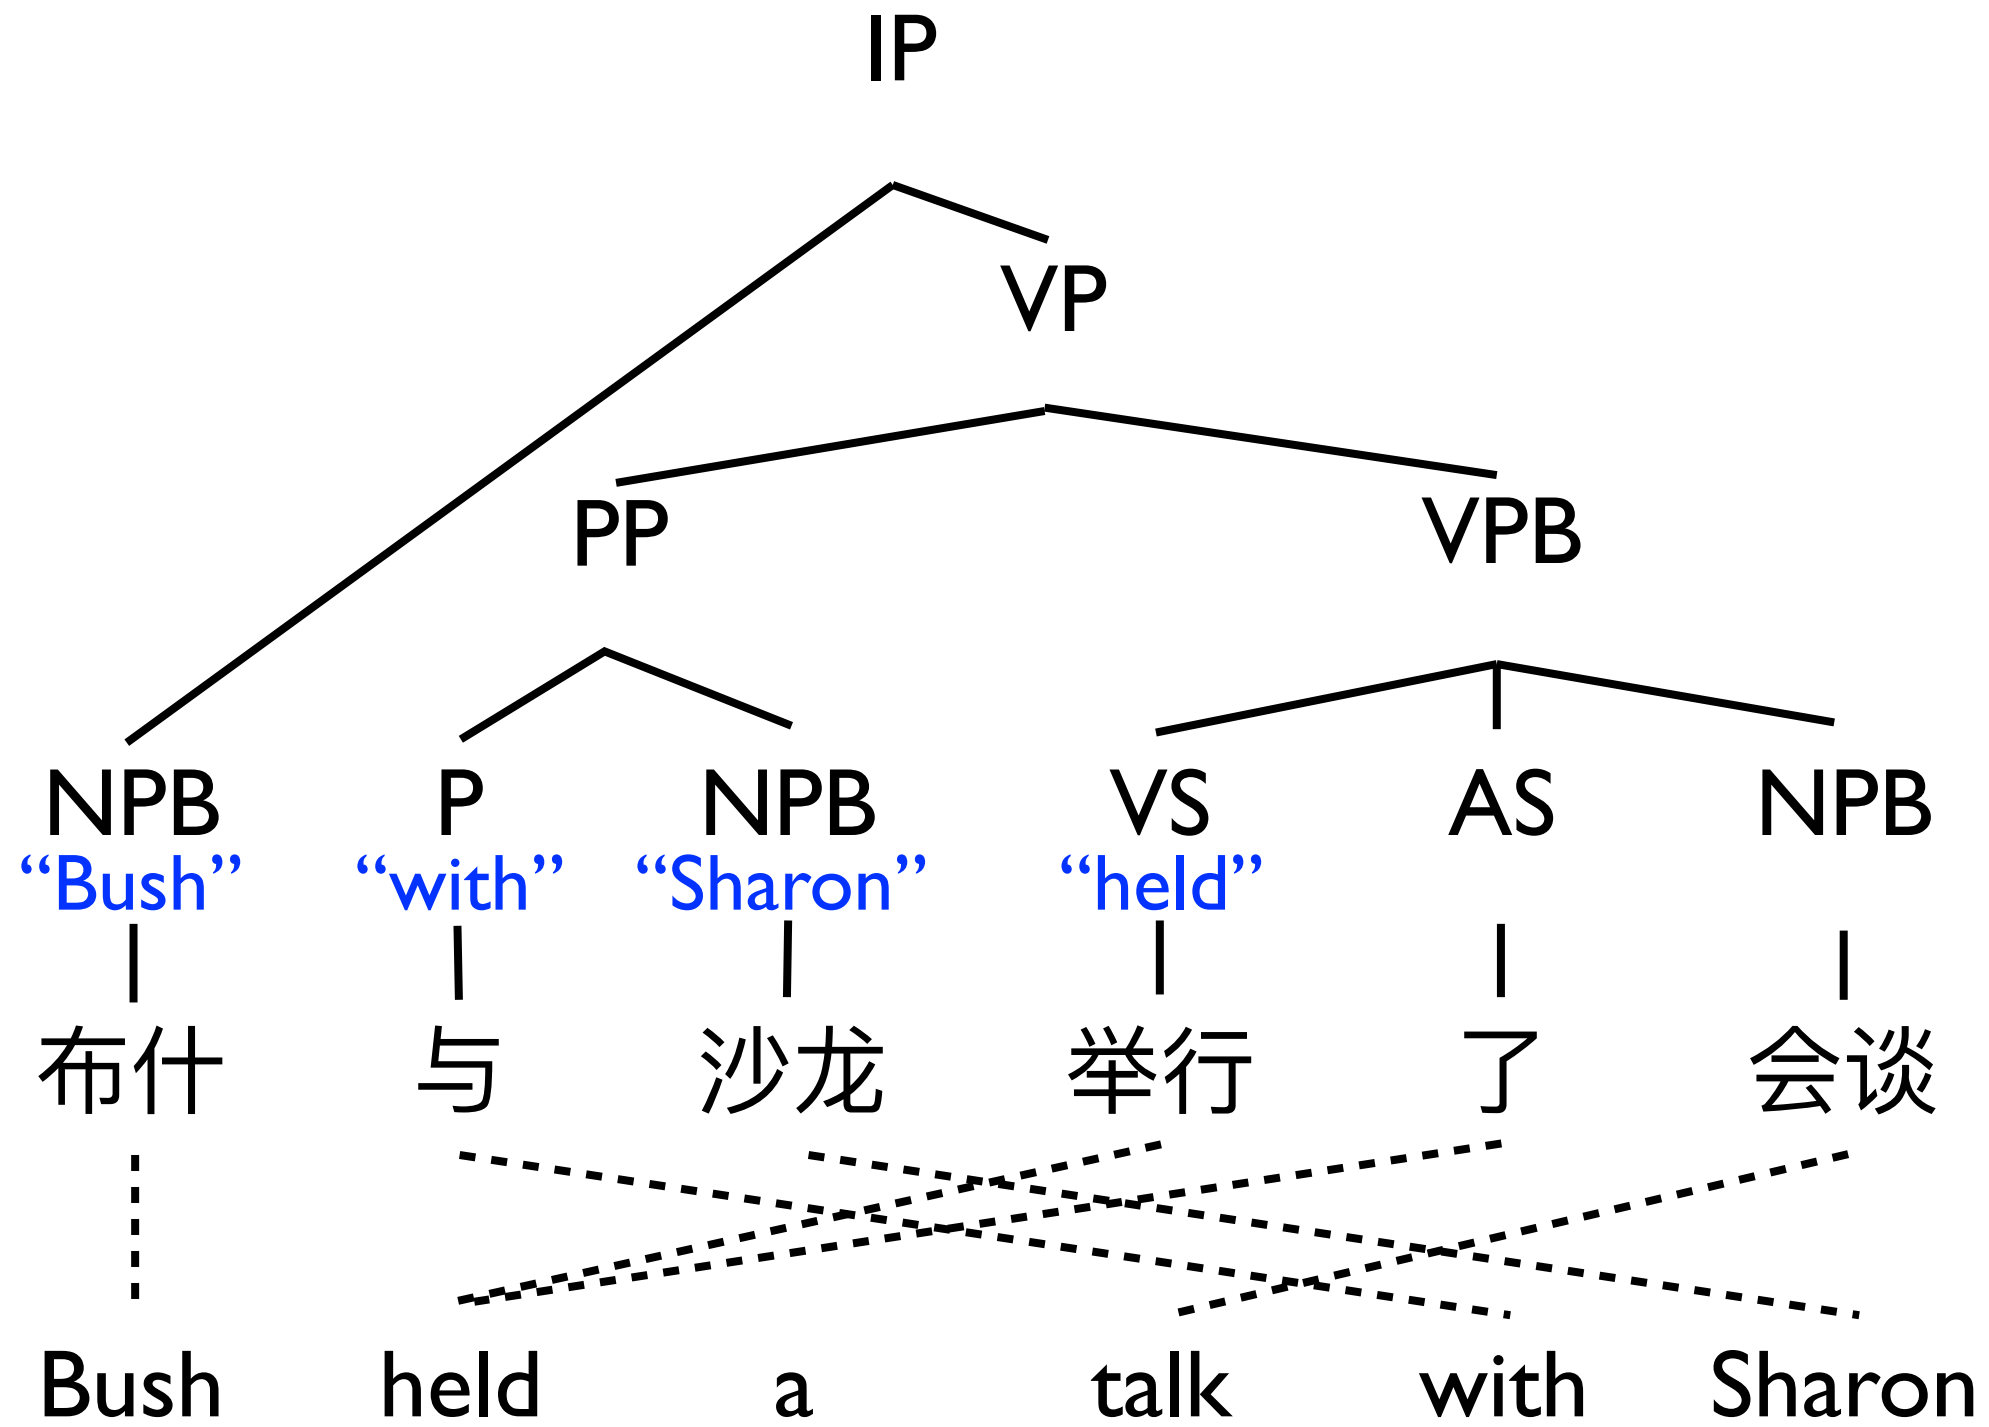 IP
VP
PP VPB
NPB P NPB VS AS NPB
“Bush” “with” “Sharon” “held”
布什 与 沙龙 举行 了 会谈
Bush held a talk with Sharon